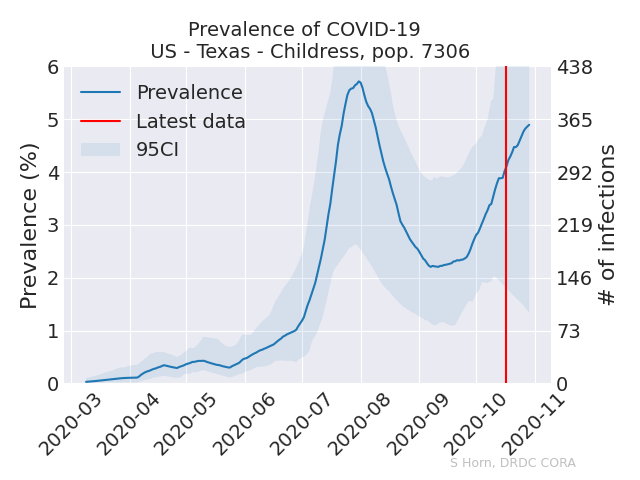 Prevalence of COVID-19
US - Texas - Childress, pop. 7306
Prevalence
Latest data
95CI
Prevalence (%)
6
5
4
3
2
1
0
438
365
292
219
146
73
0
# of infections
2020-03
2020-04
2020-05
2020-06
2020-07
2020-08
2020-09
2020-10
2020-11
S Horn, DRDC CORA